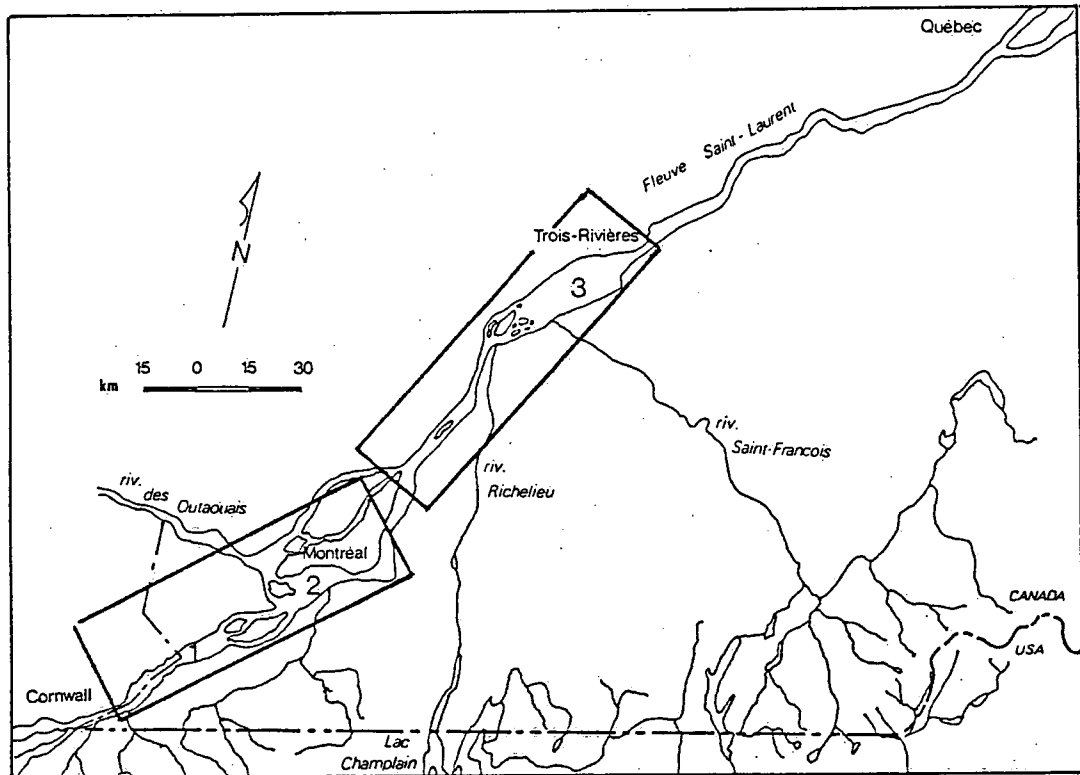 Québec
Fleuve Saint-Laurent
Trois-Rivières
3
N
15 0 15 30
km
riv.
Saint-Francois
riv.
des Outaouais
riv.
Richelieu
Montréal
2
CANADA
USA
Cornwall
Lac
Champlain